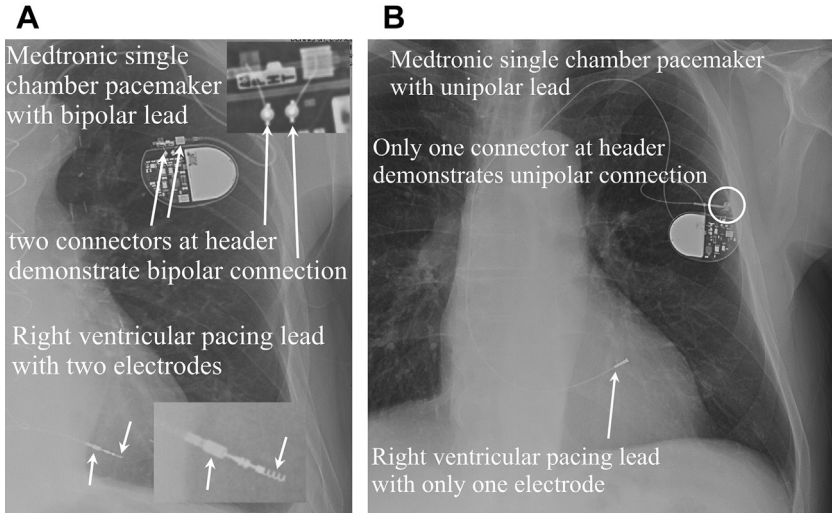 A
Medtronic single
chamber pacemaker
with bipolar lead
two connectors at header
demonstrate bipolar connection
Right ventricular pacing lead
with two electrodes
B
Medtronic single chamber pacemaker
with unipolar lead
Only one connector at header
demonstrates unipolar connection
Right ventricular pacing lead
with only one electrode